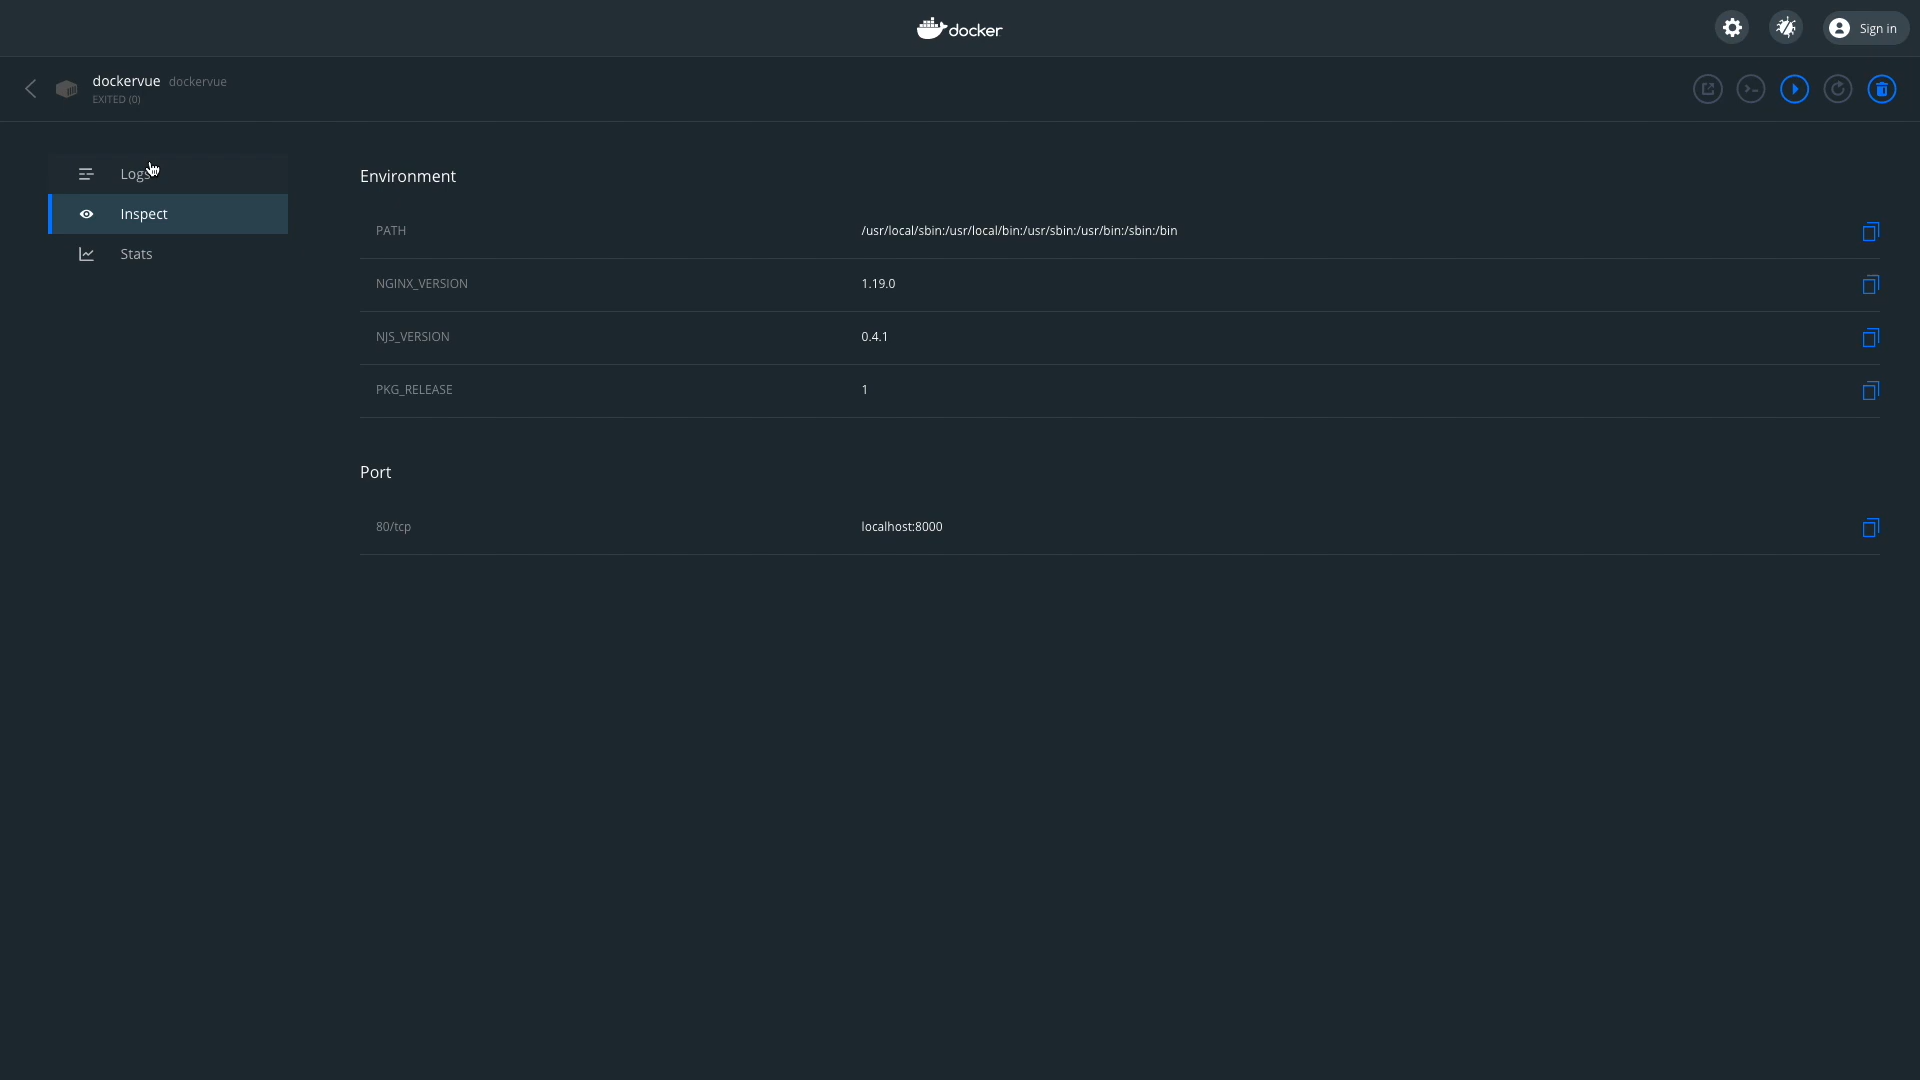 docker
Sign in
dockervue dockervue
EXITED (0)
Logs
Inspect
Stats
Environment
PATH /usr/local/sbin:/usr/local/bin:/usr/sbin:/usr/bin:/sbin:/bin
NGINX_VERSION 1.19.0
NJS_VERSION 0.4.1
PKG_RELEASE 1
Port
80/tcp localhost:8000